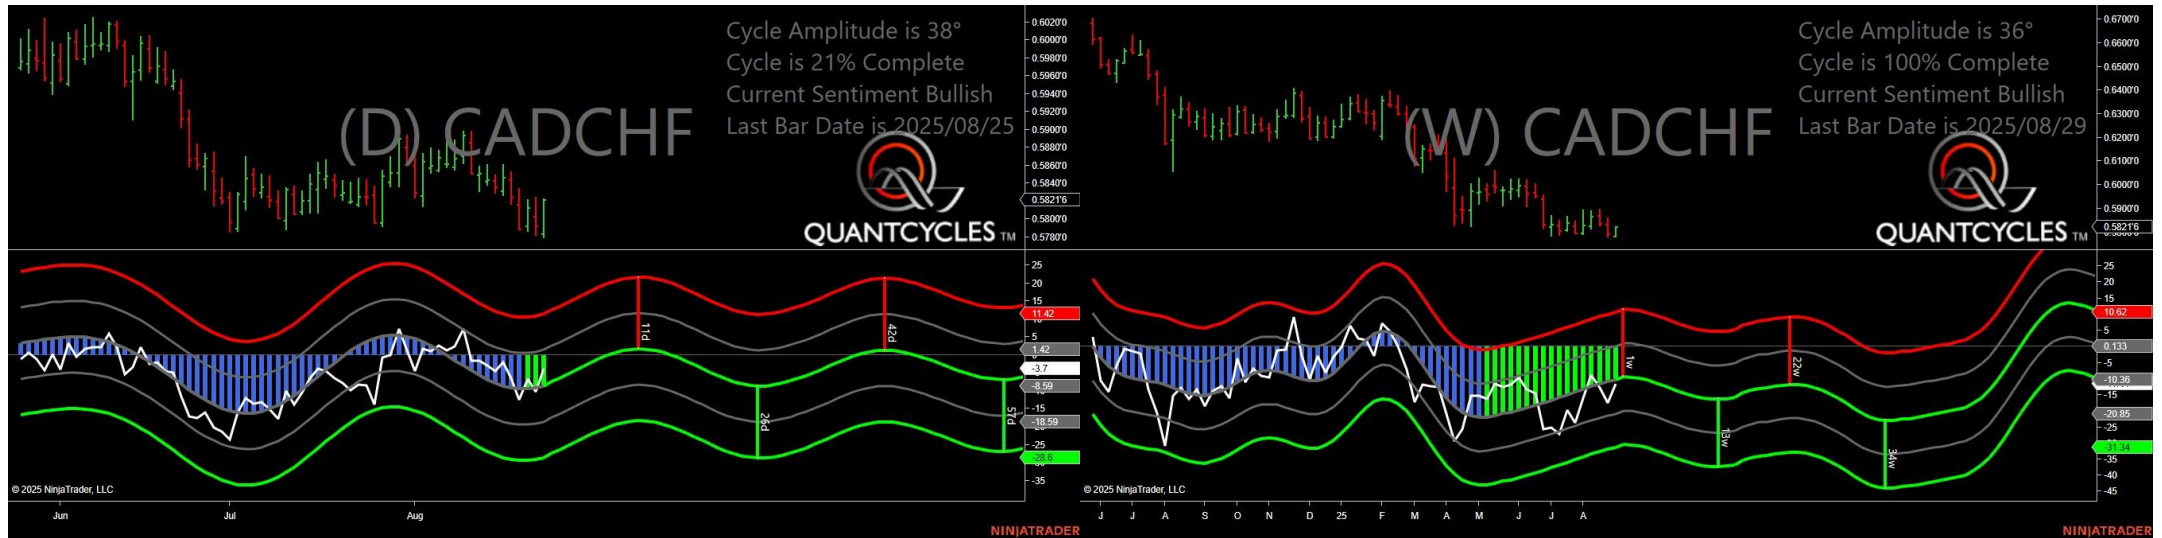 Cycle Amplitude is 38°
Cycle is 21% Complete
Current Sentiment Bullish
Last Bar Date is 2025/08/25
(D) CADCHF
QUANTCYCLES TM
0.6020'0
0.6000'0
0.5980'0
0.5960'0
0.5940'0
0.5920'0
0.5900'0
0.5880'0
0.5860'0
0.5840'0
0.5821'6
0.5800'0
0.5780'0
25
20
15
11.42
5
1.42
-3.7
-8.59
-15
-18.59
-25
-28.6
-35
11d
26d
42d
57d
© 2025 NinjaTrader, LLC
Jun Jul Aug
NINJATRADER
Cycle Amplitude is 36°
Cycle is 100% Complete
Current Sentiment Bullish
Last Bar Date is 2025/08/29
(W) CADCHF
QUANTCYCLES TM
0.6700'0
0.6600'0
0.6500'0
0.6400'0
0.6300'0
0.6200'0
0.6100'0
0.6000'0
0.5900'0
0.5821'6
25
20
15
10.62
5
0.133
-5
-10.36
-15
-20.85
-25
-31.34
-35
-45
1w
13w
22w
34w
© 2025 NinjaTrader, LLC
J J A S O N D 25 F M A M J J A
NINJATRADER